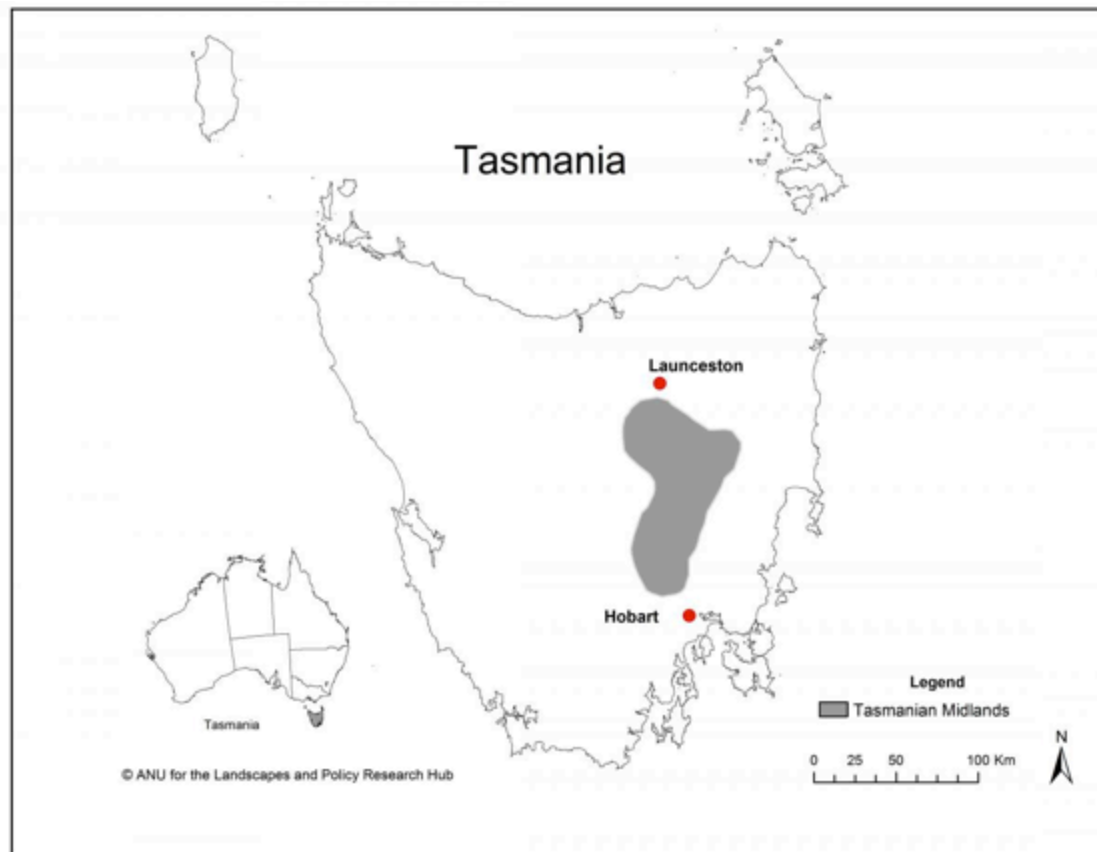 Tasmania
Launceston
Hobart
Legend
Tasmanian Midlands
Tasmania
N
0 25 50 100 Km
© ANU for the Landscapes and Policy Research Hub